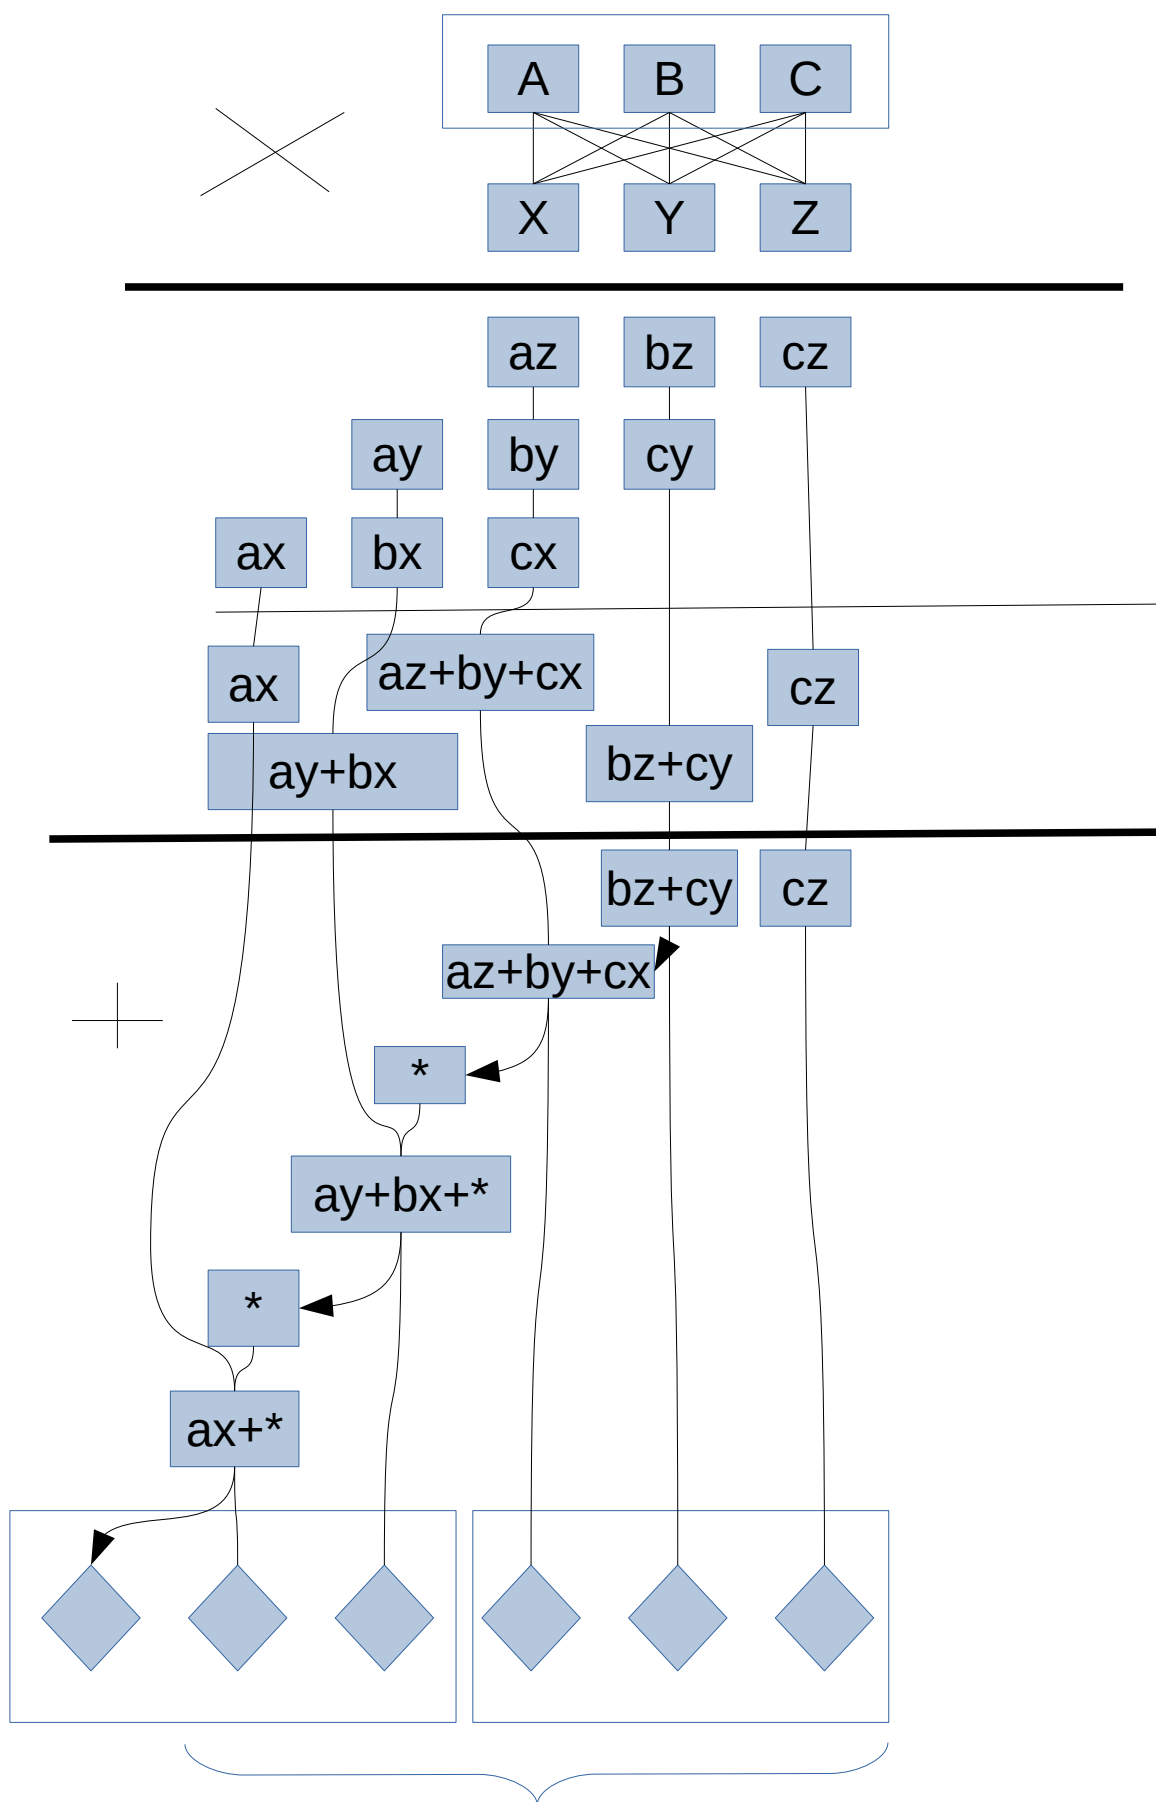 A B C
X Y Z
az bz cz
ay by cy
ax bx cx
az+by+cx
ax cz
bz+cy
ay+bx
bz+cy cz
az+by+cx
*
ay+bx+*
*
ax+*